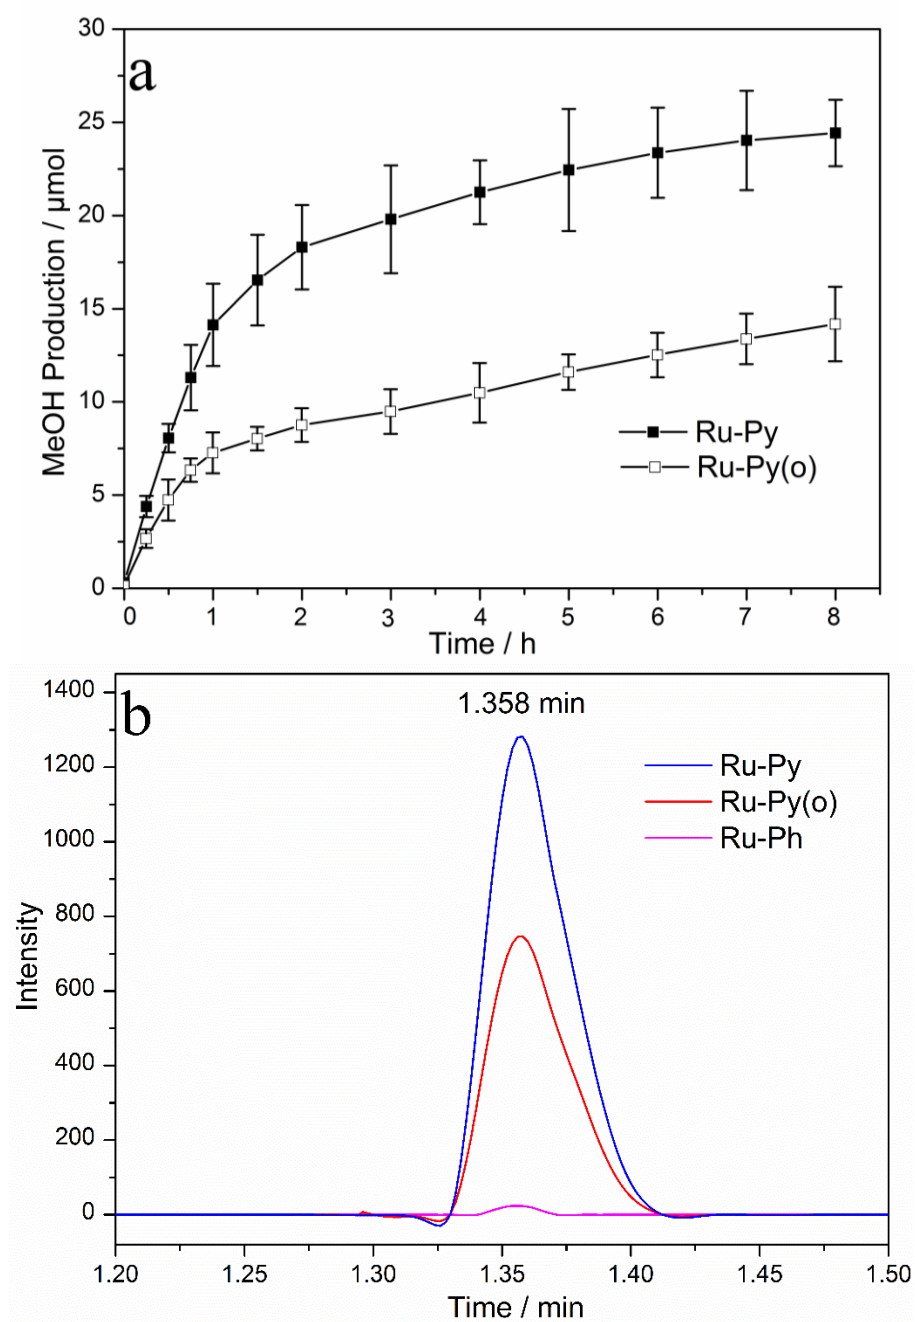 a
MeOH Production / μmol
30
25
20
15
10
5
0
Ru-Py
Ru-Py(o)
0 1 2 3 4 5 6 7 8
Time / h
b
1.358 min
Intensity
1400
1200
1000
800
600
400
200
0
Ru-Py
Ru-Py(o)
Ru-Ph
1.20 1.25 1.30 1.35 1.40 1.45 1.50
Time / min